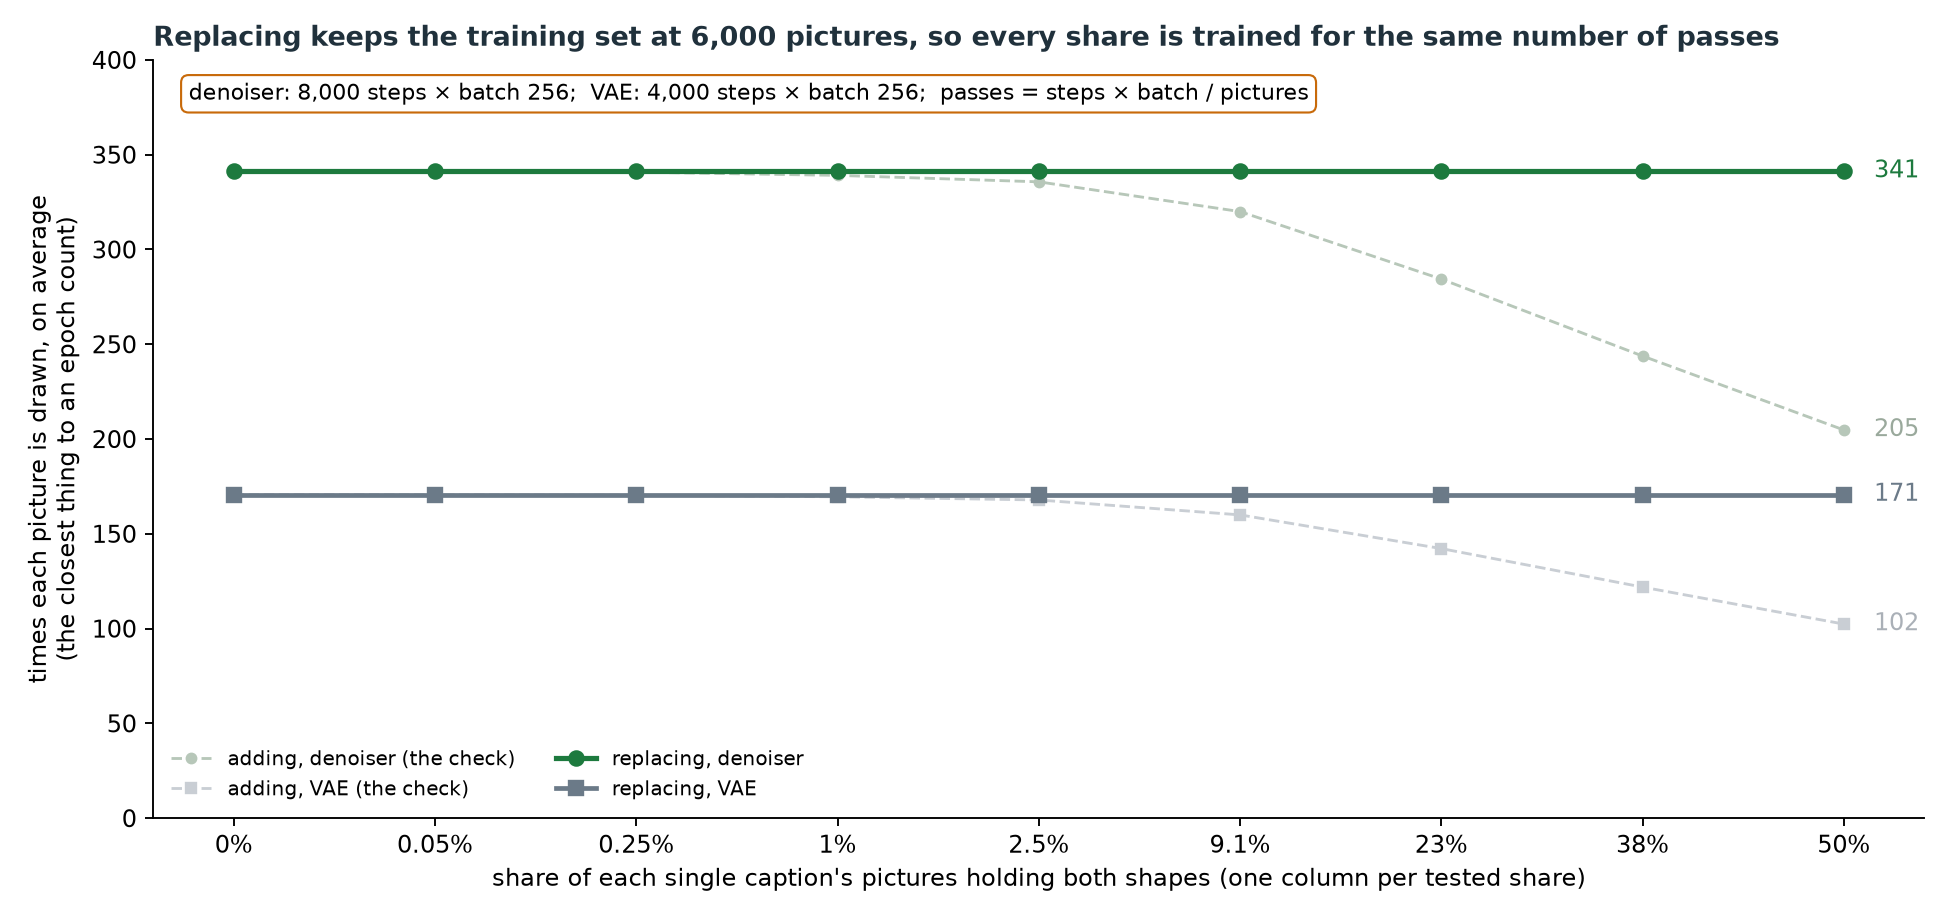 Replacing keeps the training set at 6,000 pictures, so every share is trained for the same number of passes
denoiser: 8,000 steps × batch 256;  VAE: 4,000 steps × batch 256;  passes = steps × batch / pictures
times each picture is drawn, on average
(the closest thing to an epoch count)
400
350
300
250
200
150
100
50
0
341
205
171
102
adding, denoiser (the check)
adding, VAE (the check)
replacing, denoiser
replacing, VAE
0%
0.05%
0.25%
1%
2.5%
9.1%
23%
38%
50%
share of each single caption's pictures holding both shapes (one column per tested share)